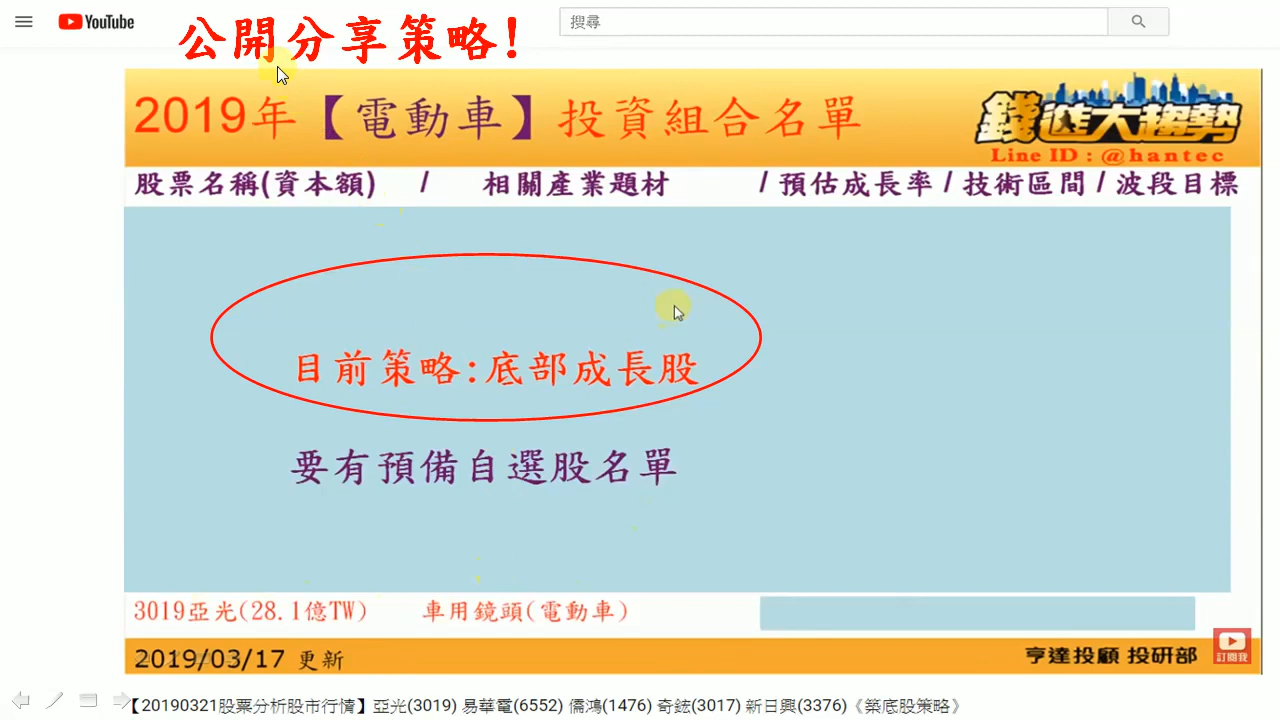 YouTube
公開分享策略!
搜尋
2019年【電動車】投資組合名單
錢進大趨勢
Line ID : @hantec
股票名稱(資本額) / 相關產業題材 / 預估成長率 / 技術區間 / 波段目標
目前策略:底部成長股
要有預備自選股名單
3019亞光(28.1億TW) 車用鏡頭(電動車)
2019/03/17 更新
亨達投顧 投研部
訂閱我
【20190321股票分析股市行情】亞光(3019) 易華電(6552) 儒鴻(1476) 奇鋐(3017) 新日興(3376)《築底股策略》